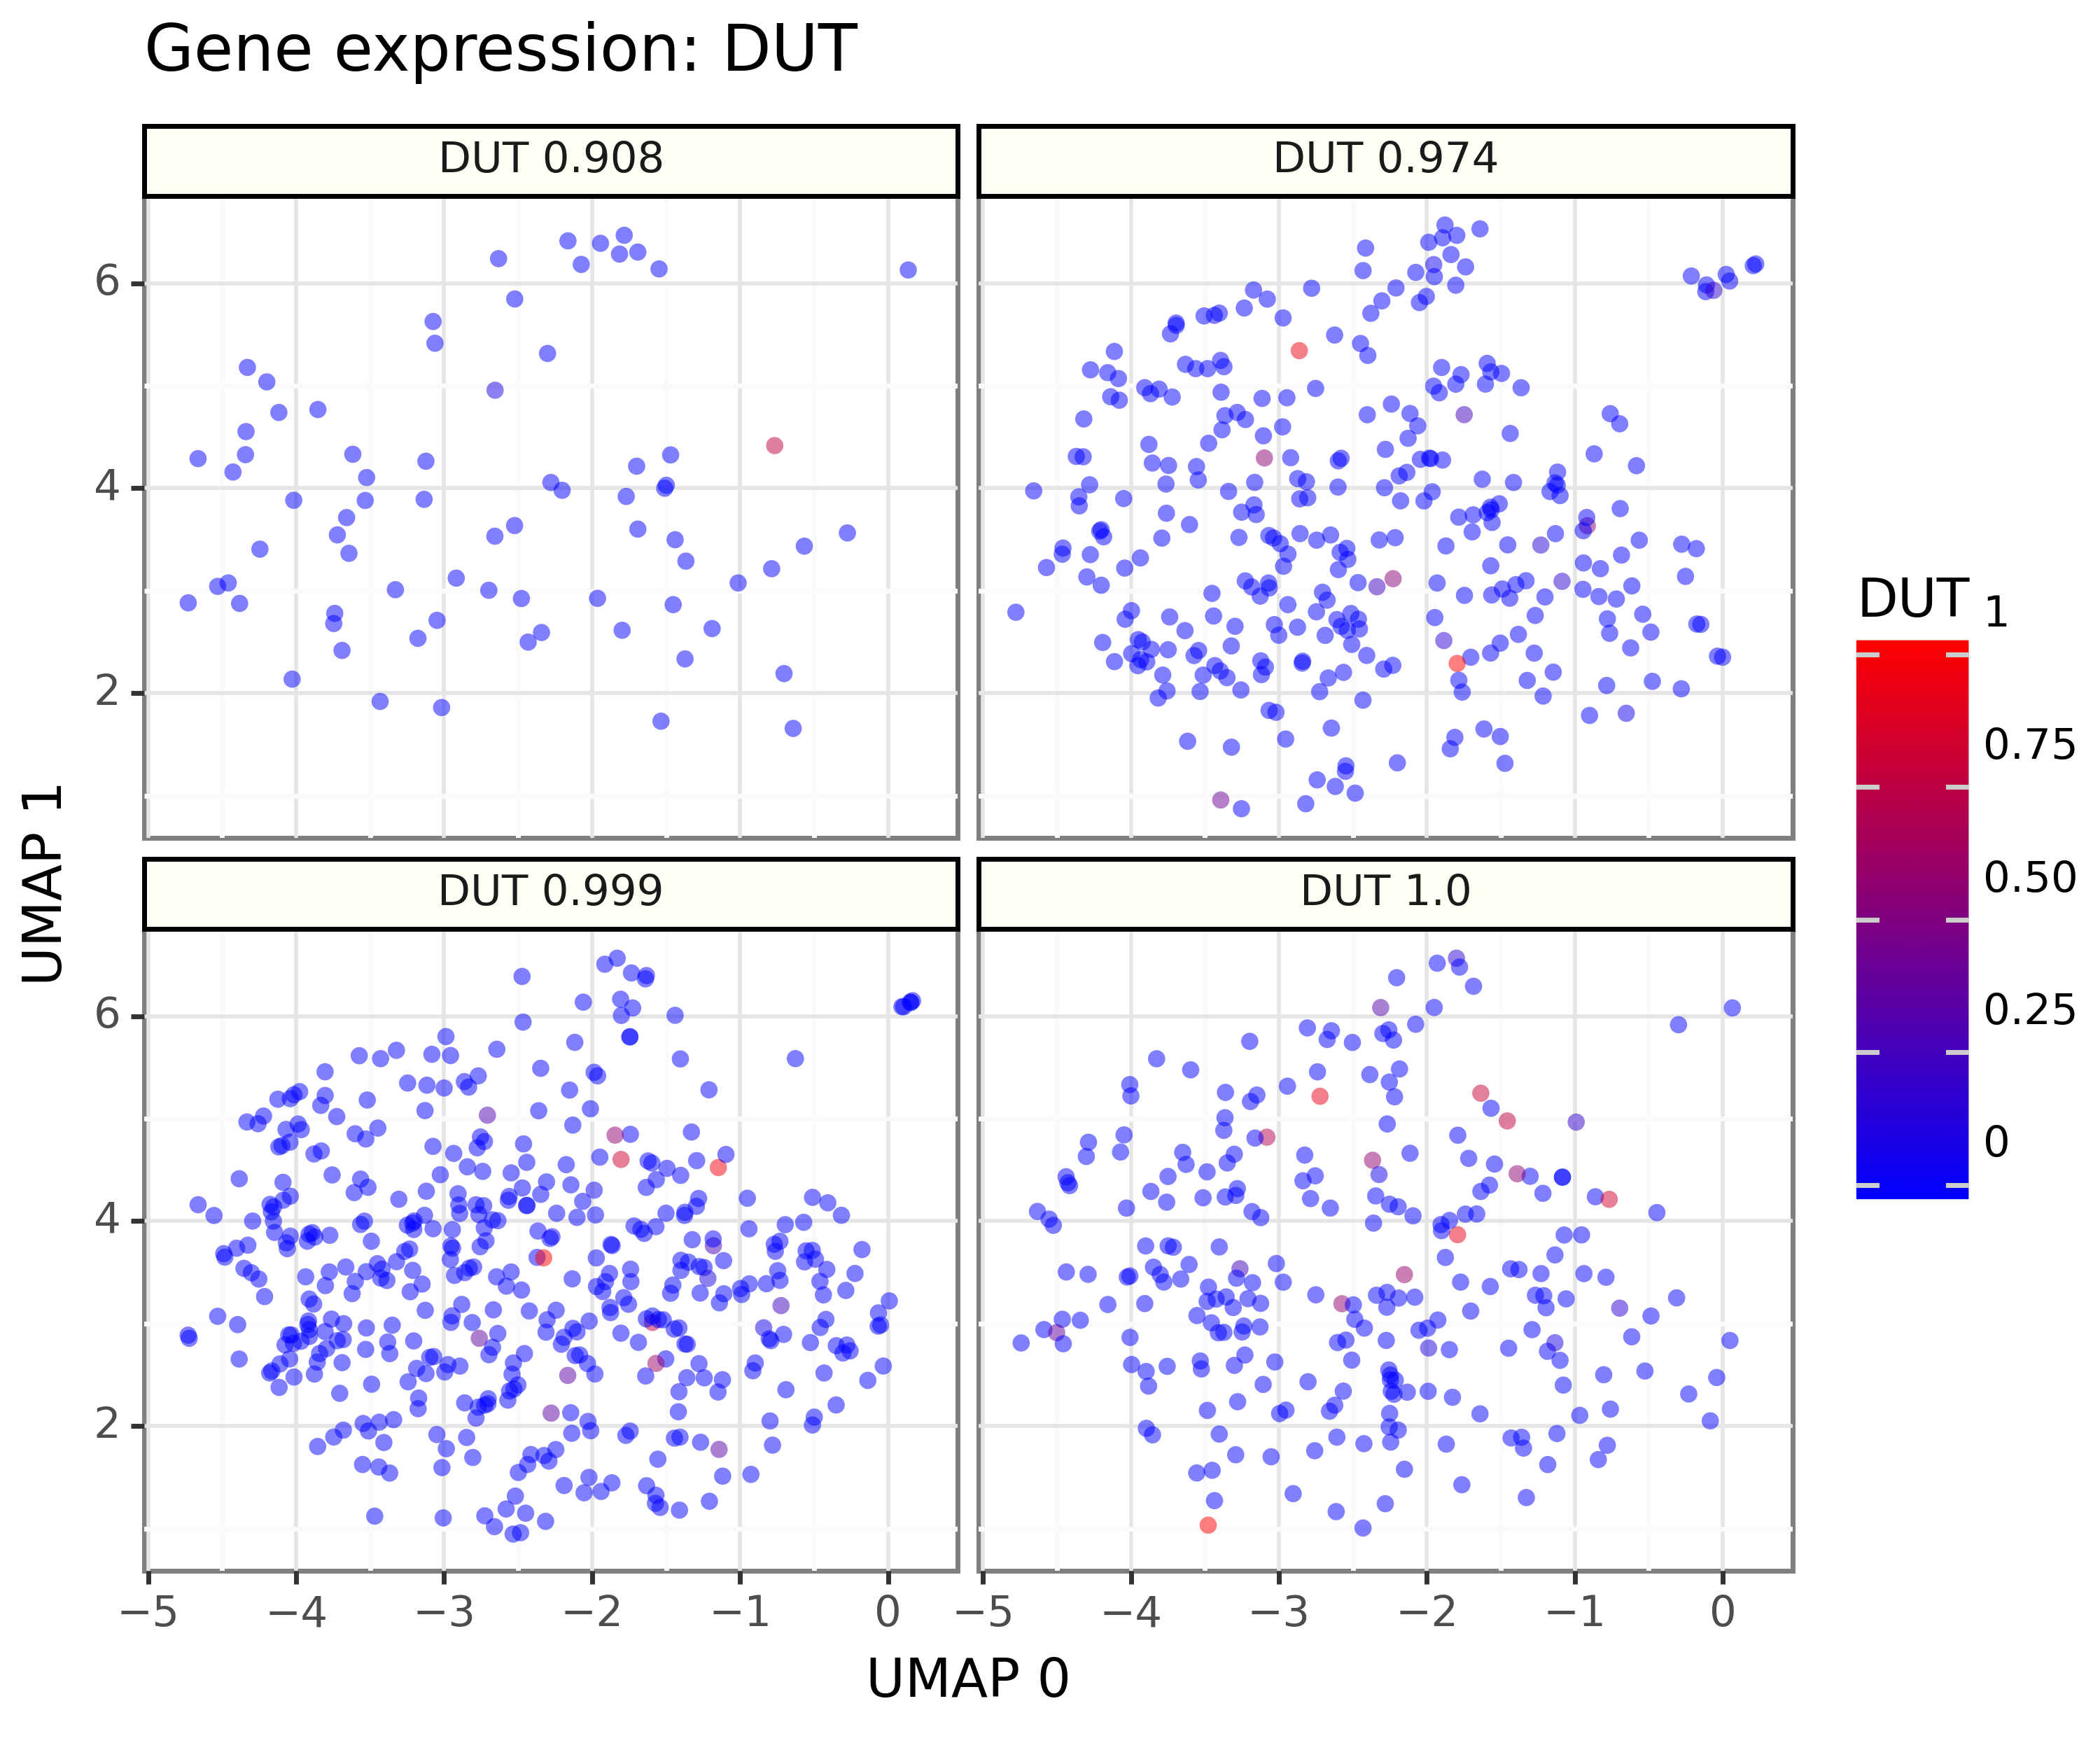 Gene expression: DUT
DUT 0.908
DUT 0.974
6
4
2
DUT 0.999
DUT 1.0
6
4
2
−5 −4 −3 −2 −1 0
−5 −4 −3 −2 −1 0
UMAP 0
UMAP 1
DUT
1
0.75
0.50
0.25
0